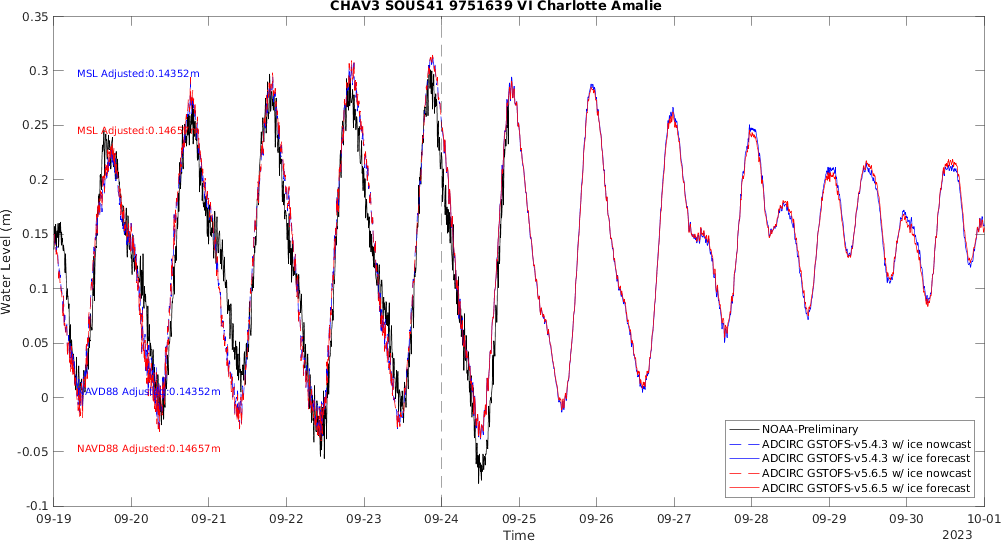 CHAV3 SOUS41 9751639 VI Charlotte Amalie
0.35
0.3
0.25
0.2
0.15
0.1
0.05
0
-0.05
-0.1
Water Level (m)
MSL Adjusted:0.14352m
MSL Adjusted:0.1465
NAVD88 Adjusted:0.14352m
NAVD88 Adjusted:0.14657m
NOAA-Preliminary
ADCIRC GSTOFS-v5.4.3 w/ ice nowcast
ADCIRC GSTOFS-v5.4.3 w/ ice forecast
ADCIRC GSTOFS-v5.6.5 w/ ice nowcast
ADCIRC GSTOFS-v5.6.5 w/ ice forecast
09-19 09-20 09-21 09-22 09-23 09-24 09-25 09-26 09-27 09-28 09-29 09-30 10-01
Time
2023